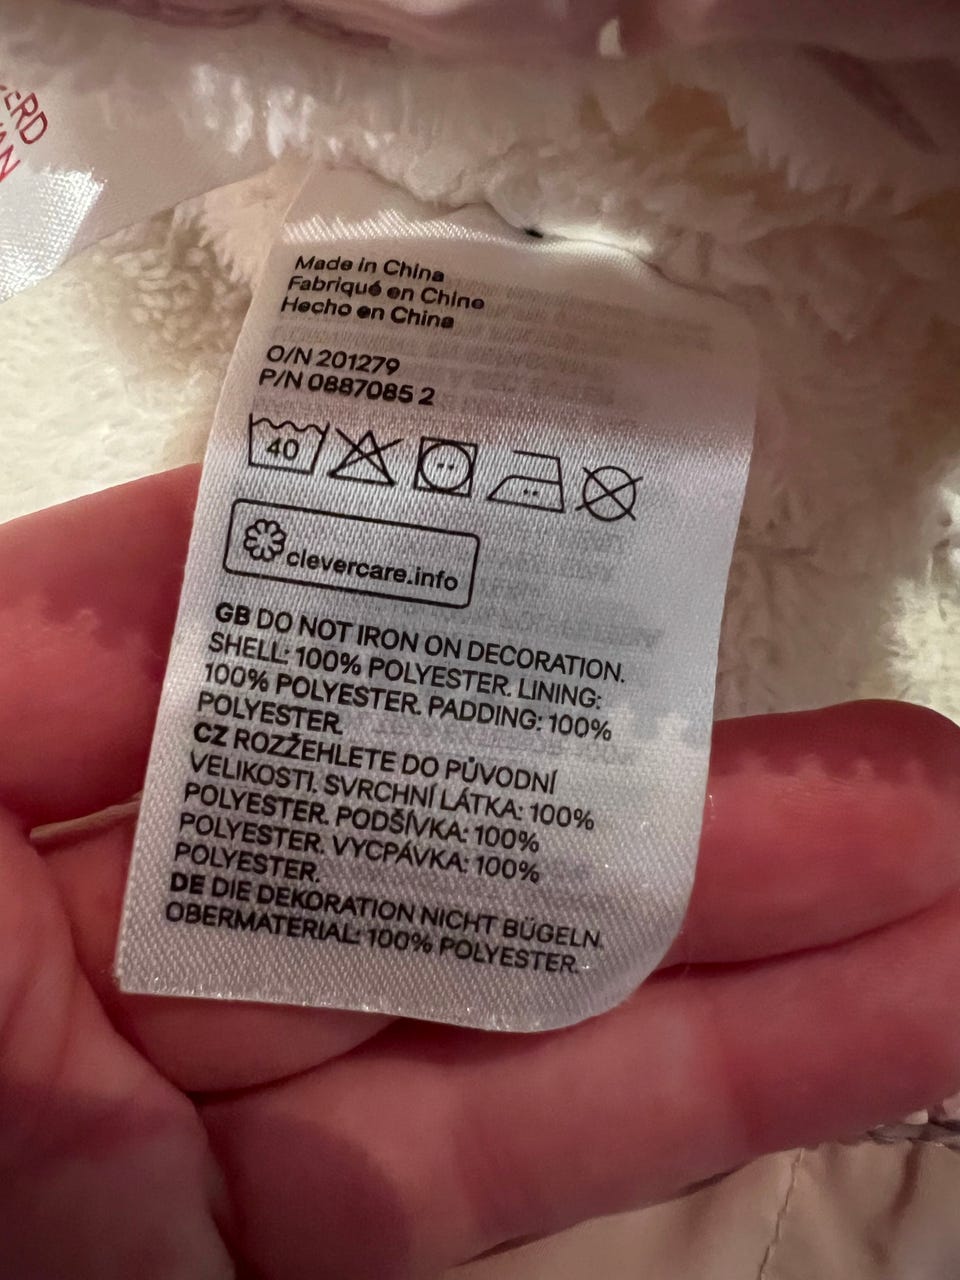 Made in China
Fabriqué en Chine
Hecho en China
O/N 201279
P/N 0887085 2
40
clevercare.info
GB DO NOT IRON ON DECORATION.
SHELL: 100% POLYESTER. LINING:
100% POLYESTER. PADDING: 100%
POLYESTER.
CZ ROZŽEHLETE DO PŮVODNÍ
VELIKOSTI. SVRCHNÍ LÁTKA: 100%
POLYESTER. PODŠÍVKA: 100%
POLYESTER. VYCPÁVKA: 100%
POLYESTER.
DE DIE DEKORATION NICHT BÜGELN.
OBERMATERIAL: 100% POLYESTER.